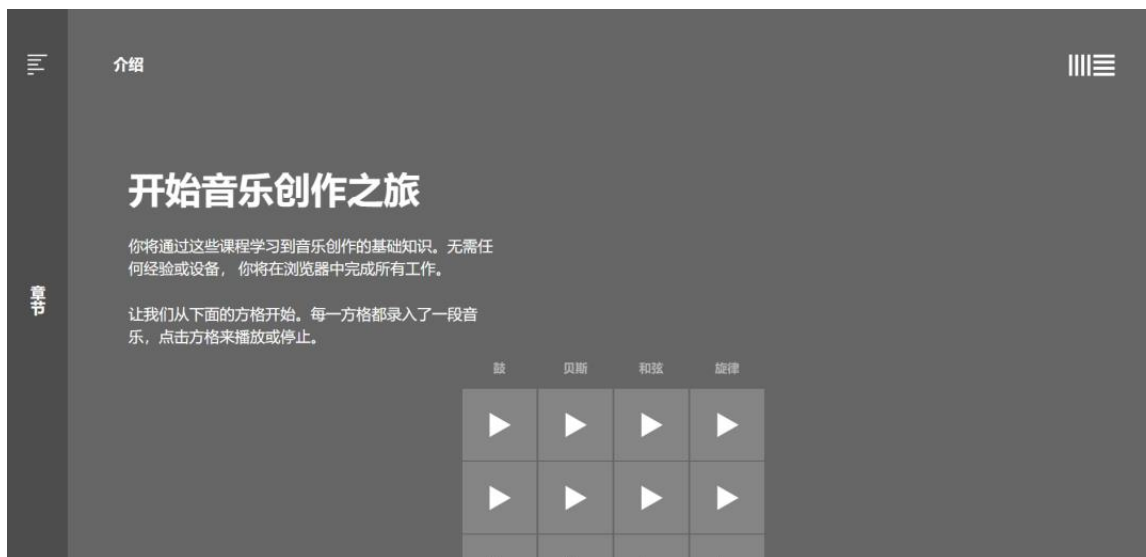 介绍
开始音乐创作之旅
你将通过这些课程学习到音乐创作的基础知识。无需任
何经验或设备， 你将在浏览器中完成所有工作。
让我们从下面的方格开始。每一方格都录入了一段音
乐，点击方格来播放或停止。
章节
鼓 贝斯 和弦 旋律